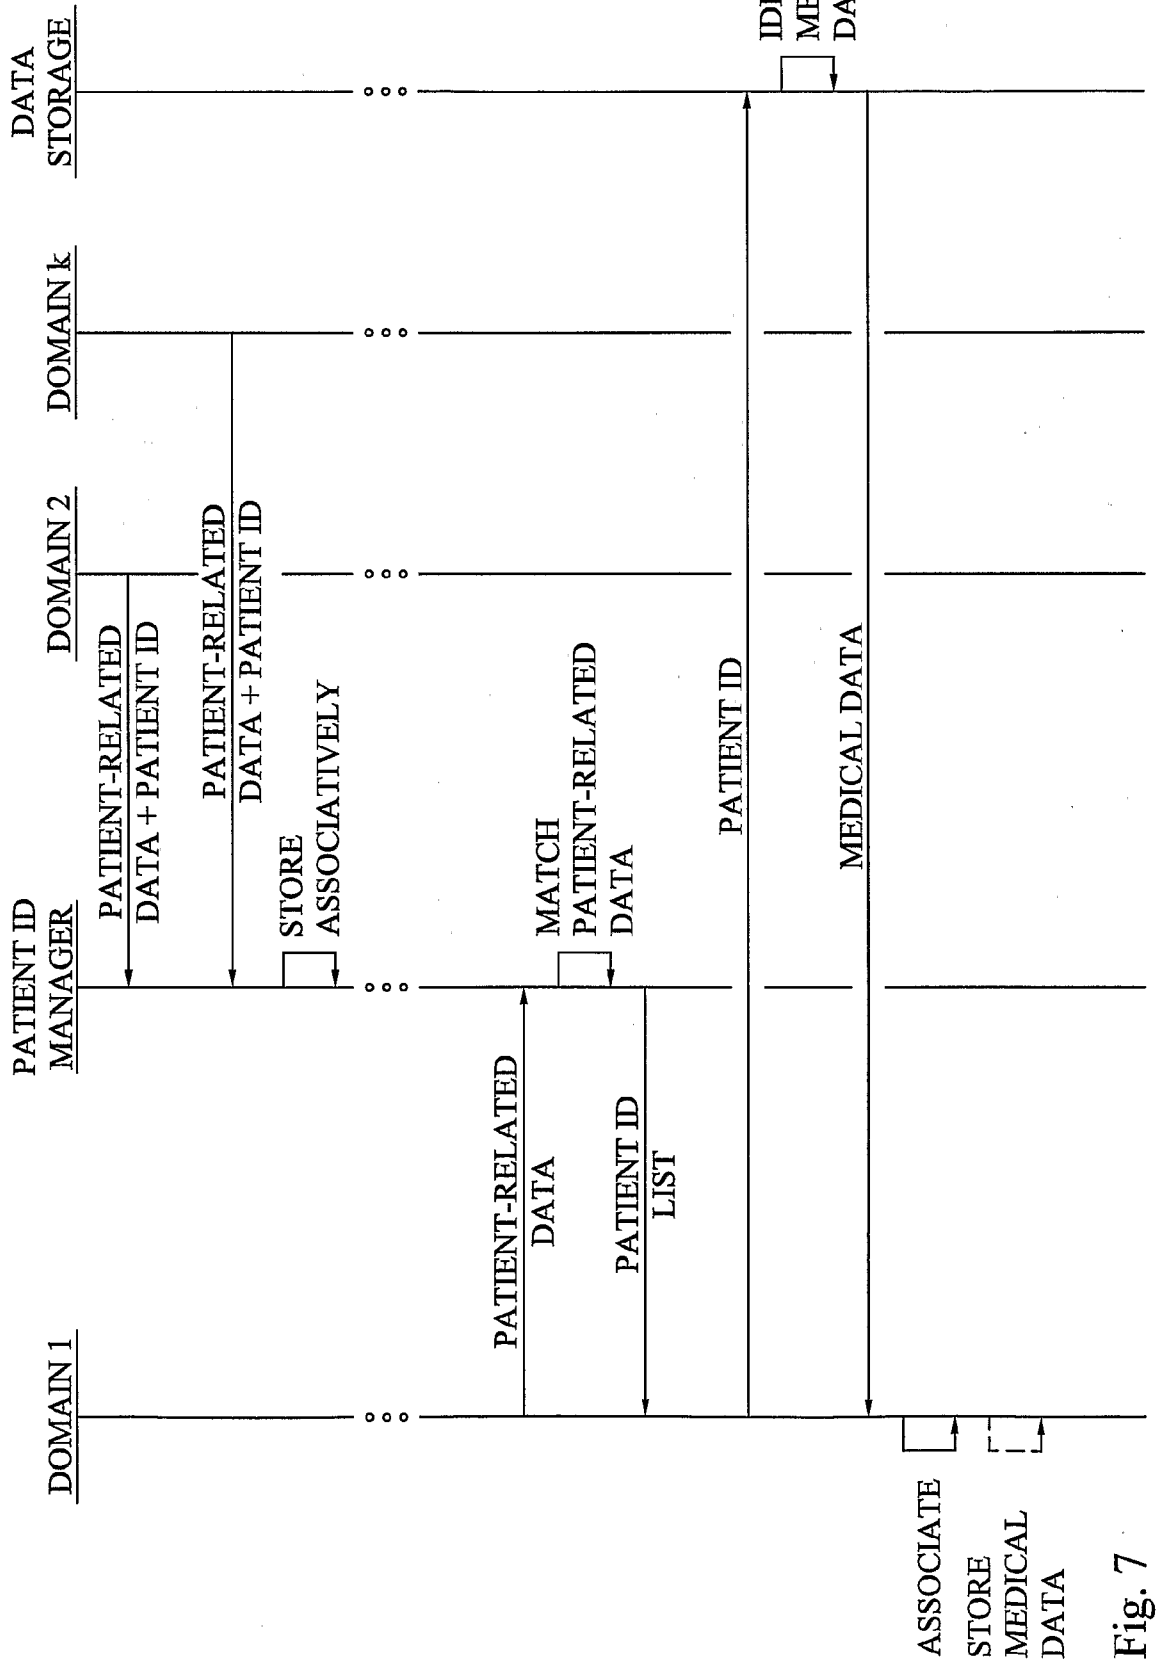 DOMAIN 1
PATIENT ID
MANAGER
DOMAIN 2
DOMAIN k
DATA
STORAGE
PATIENT-RELATED
DATA + PATIENT ID
PATIENT-RELATED
DATA + PATIENT ID
STORE
ASSOCIATIVELY
PATIENT-RELATED
DATA
MATCH
PATIENT-RELATED
DATA
PATIENT ID
LIST
PATIENT ID
MEDICAL DATA
ASSOCIATE
STORE
MEDICAL
DATA
Fig. 7